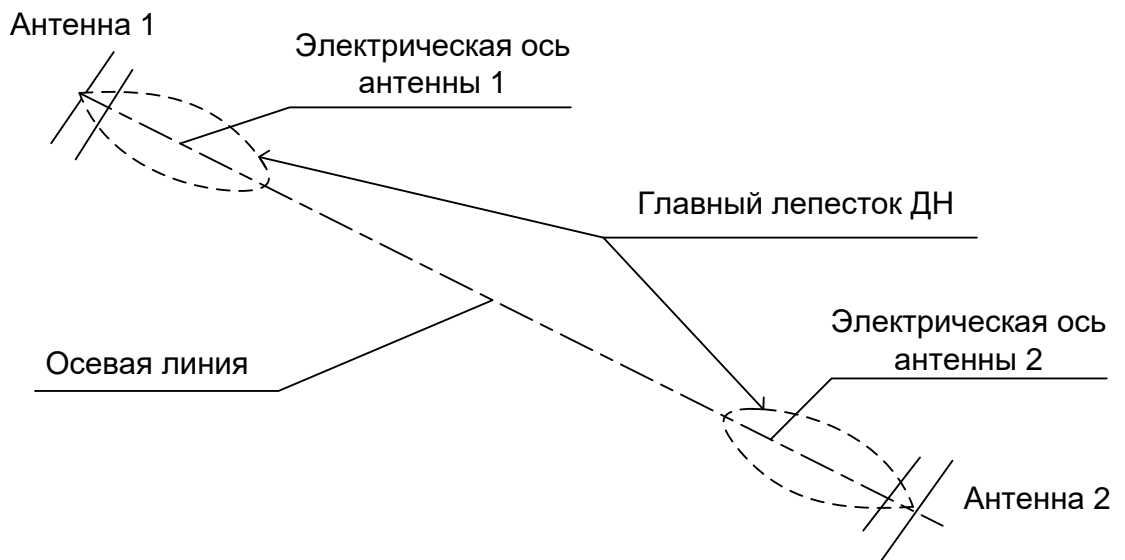 Антенна 1
Электрическая ось
антенны 1
Главный лепесток ДН
Электрическая ось
антенны 2
Осевая линия
Антенна 2